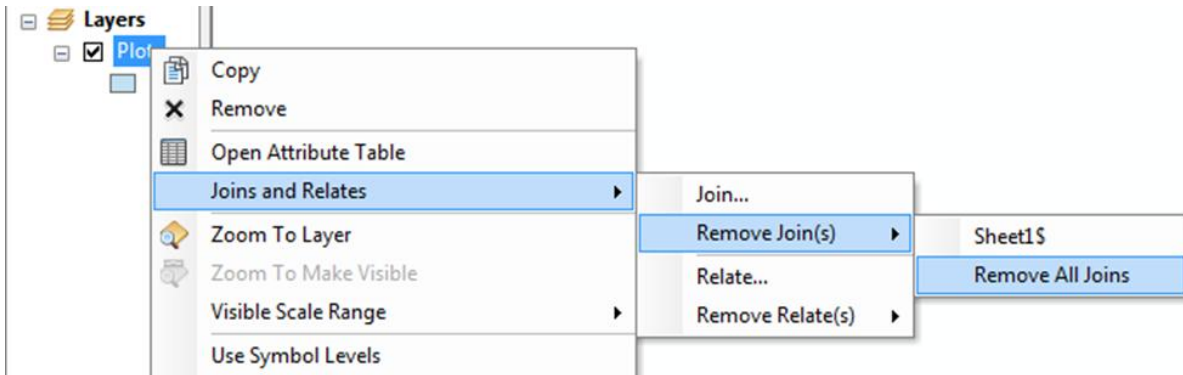 Layers
Plot
Copy
Remove
Open Attribute Table
Joins and Relates
Zoom To Layer
Zoom To Make Visible
Visible Scale Range
Use Symbol Levels
Join...
Remove Join(s)
Relate...
Remove Relate(s)
Sheet1$
Remove All Joins